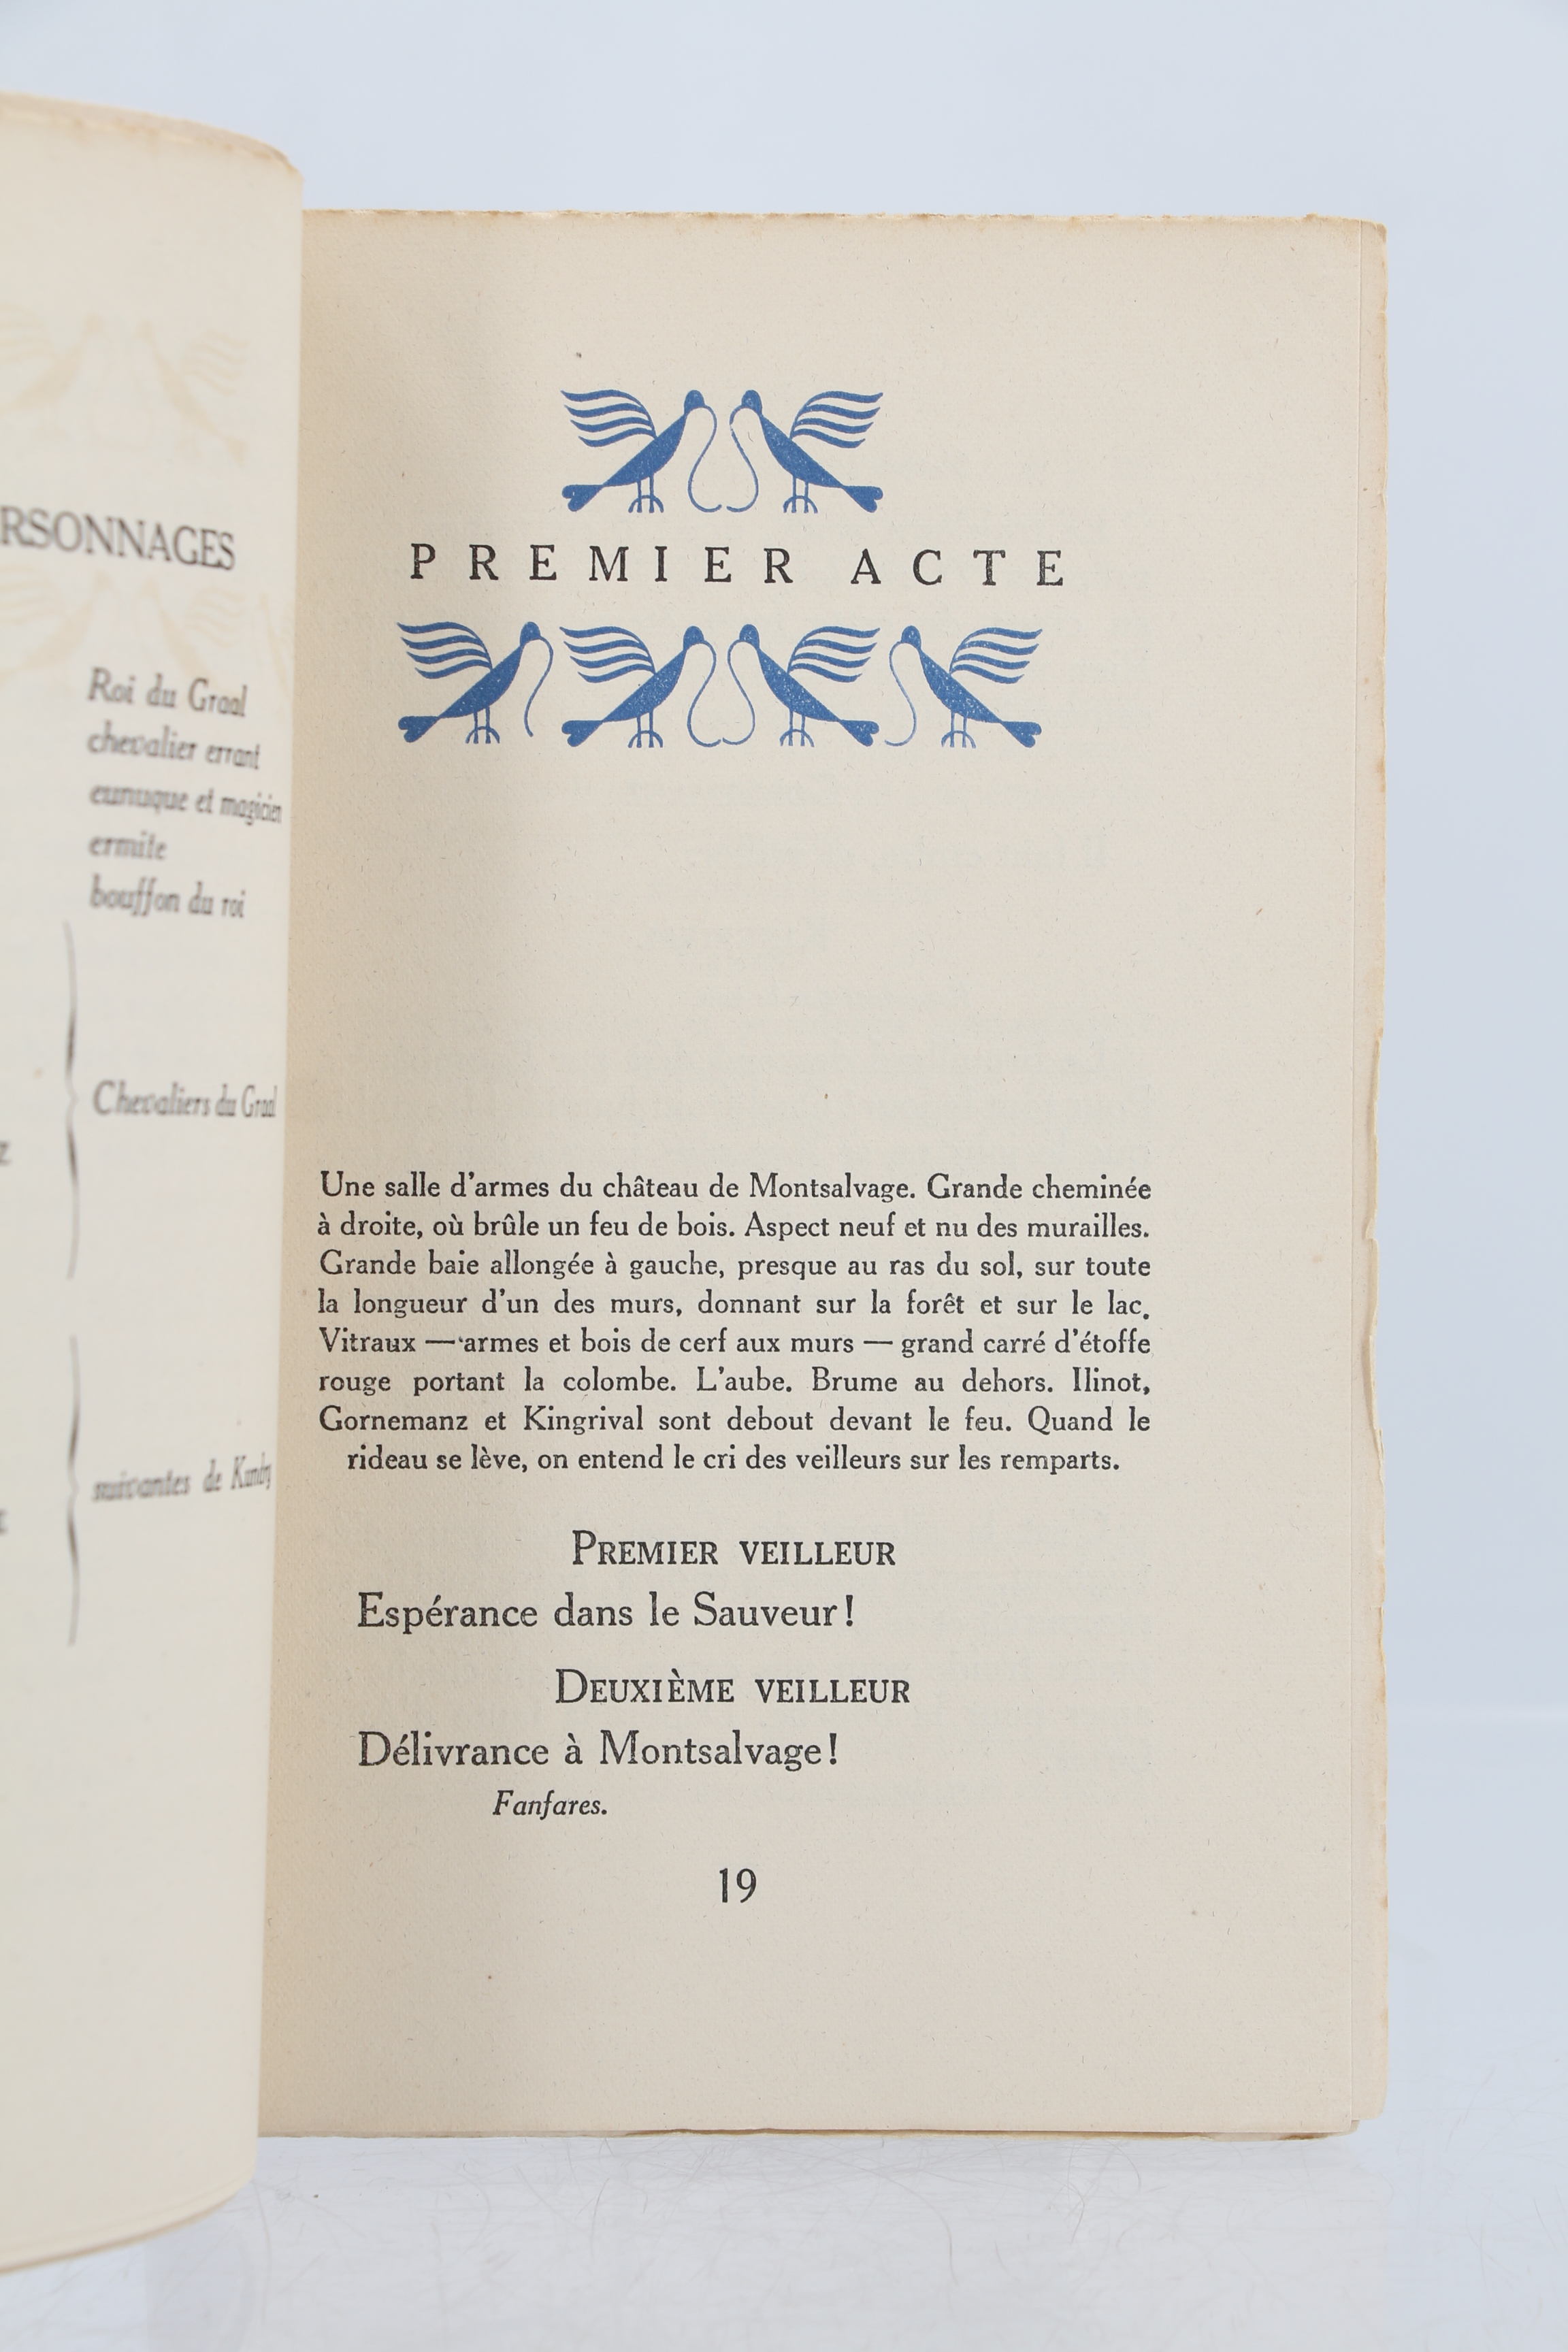 RSONNAGES
Roi du Graal
chevalier errant
eunuque et magicien
ermite
bouffon du roi
Chevaliers du Graal
suivantes de Kundry
PREMIER ACTE
Une salle d'armes du château de Montsalvage. Grande cheminée
à droite, où brûle un feu de bois. Aspect neuf et nu des murailles.
Grande baie allongée à gauche, presque au ras du sol, sur toute
la longueur d'un des murs, donnant sur la forêt et sur le lac.
Vitraux — armes et bois de cerf aux murs — grand carré d'étoffe
rouge portant la colombe. L'aube. Brume au dehors. Ilinot,
Gornemanz et Kingrival sont debout devant le feu. Quand le
rideau se lève, on entend le cri des veilleurs sur les remparts.
PREMIER VEILLEUR
Espérance dans le Sauveur !
DEUXIÈME VEILLEUR
Délivrance à Montsalvage !
Fanfares.
19